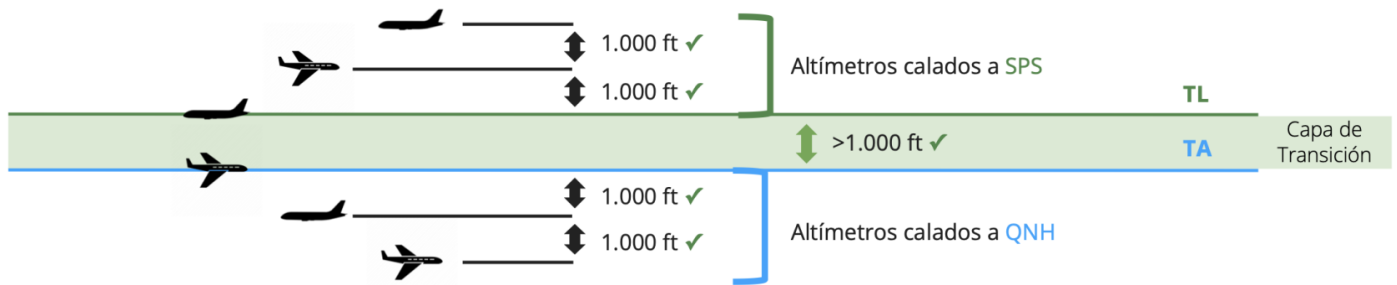 1.000 ft ✓
Altímetros calados a SPS
1.000 ft ✓
TL
>1.000 ft ✓
TA
Capa de
Transición
1.000 ft ✓
Altímetros calados a QNH
1.000 ft ✓